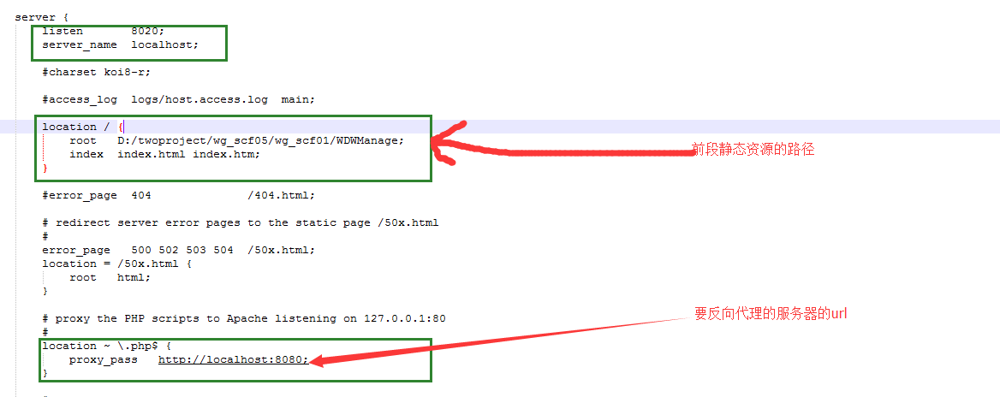 server {
listen 8020;
server_name localhost;
#charset koi8-r;
#access_log logs/host.access.log main;
location / {
root D:/twoproject/wg_scf05/wg_scf01/WDWManage;
index index.html index.htm;
}
前段静态资源的路径
#error_page 404 /404.html;
# redirect server error pages to the static page /50x.html
#
error_page 500 502 503 504 /50x.html;
location = /50x.html {
root html;
}
要反向代理的服务器的url
# proxy the PHP scripts to Apache listening on 127.0.0.1:80
#
location ~ \.php$ {
proxy_pass http://localhost:8080;
}